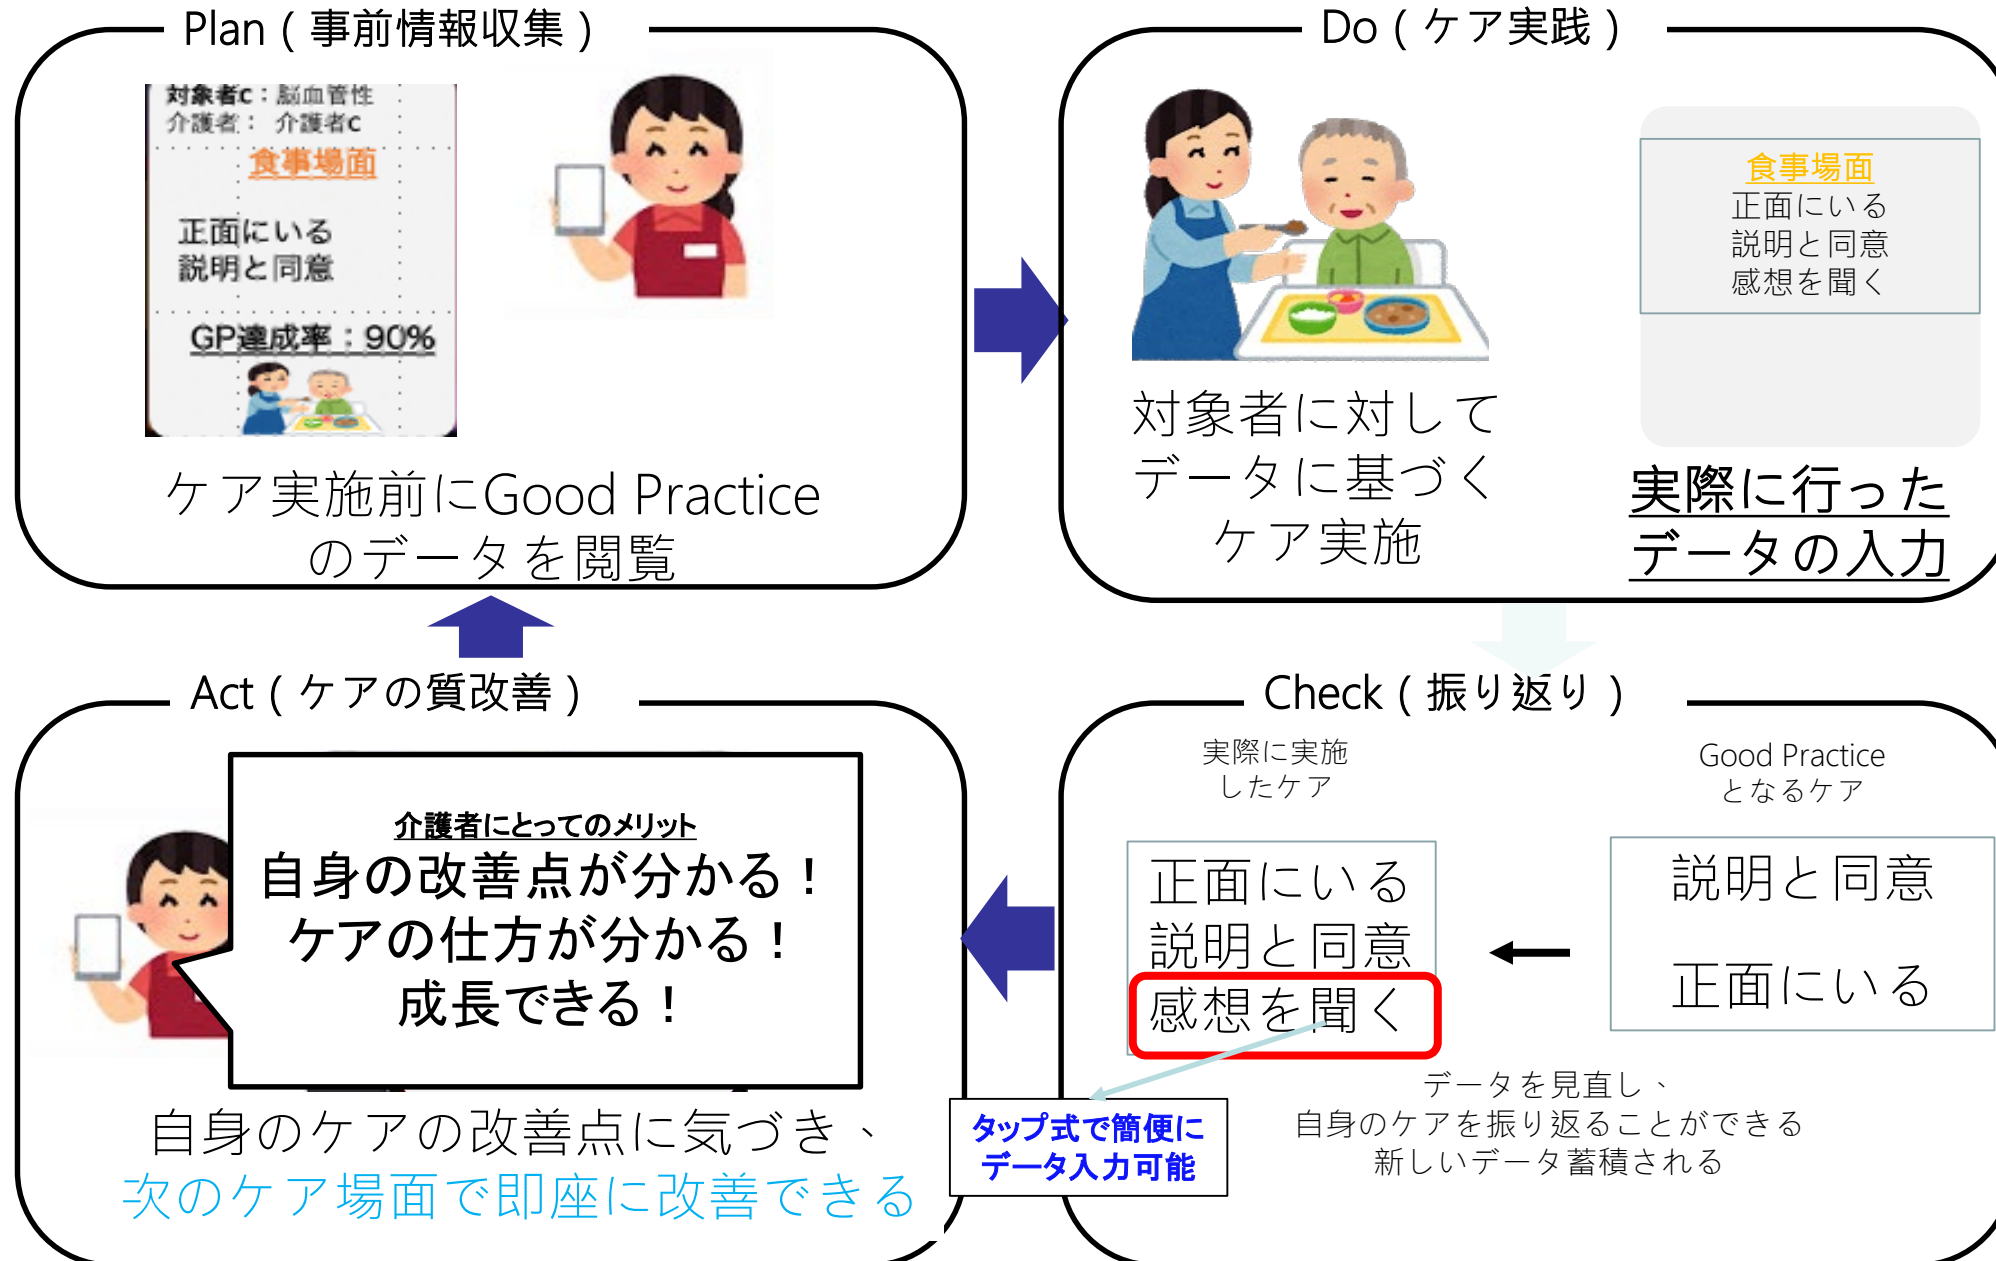 Plan（事前情報収集）
対象者c：脳血管性
介護者： 介護者c
食事場面
正面にいる
説明と同意
GP達成率：90%
ケア実施前にGood Practice
のデータを閲覧
Do（ケア実践）
対象者に対して
データに基づく
ケア実施
食事場面
正面にいる
説明と同意
感想を聞く
実際に行った
データの入力
Act（ケアの質改善）
介護者にとってのメリット
自身の改善点が分かる！
ケアの仕方が分かる！
成長できる！
自身のケアの改善点に気づき、
次のケア場面で即座に改善できる
Check（振り返り）
実際に実施
したケア
正面にいる
説明と同意
感想を聞く
Good Practice
となるケア
説明と同意
正面にいる
タップ式で簡便に
データ入力可能
データを見直し、
自身のケアを振り返ることができる
新しいデータ蓄積される